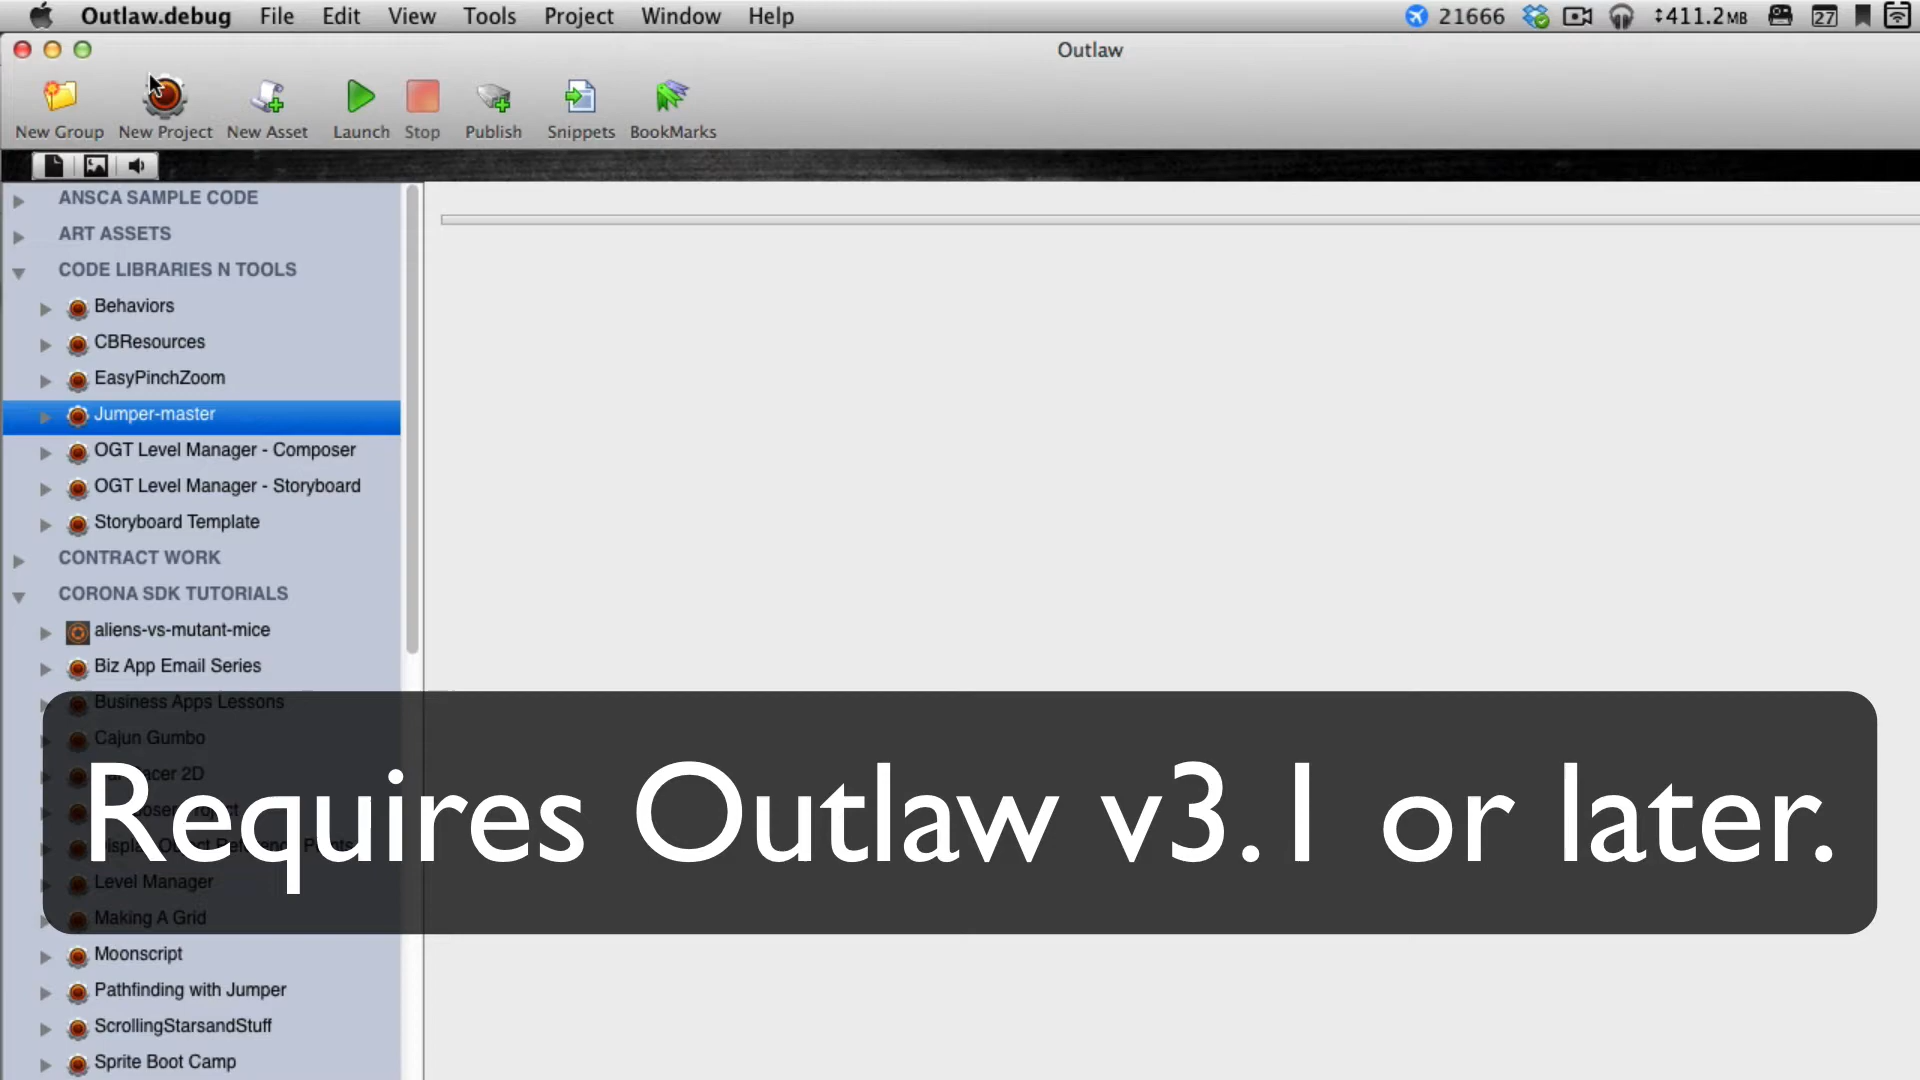 Outlaw.debug File Edit View Tools Project Window Help 21666 411.2MB 27
Outlaw
New Group New Project New Asset Launch Stop Publish Snippets BookMarks
ANSCA SAMPLE CODE
ART ASSETS
CODE LIBRARIES N TOOLS
Behaviors
CBResources
EasyPinchZoom
Jumper-master
OGT Level Manager - Composer
OGT Level Manager - Storyboard
Storyboard Template
CONTRACT WORK
CORONA SDK TUTORIALS
aliens-vs-mutant-mice
Biz App Email Series
Business Apps Lessons
Cajun Gumbo
2D
Requires Outlaw v3.1 or later.
Level Manager
Making A Grid
Moonscript
Pathfinding with Jumper
ScrollingStarsandStuff
Sprite Boot Camp